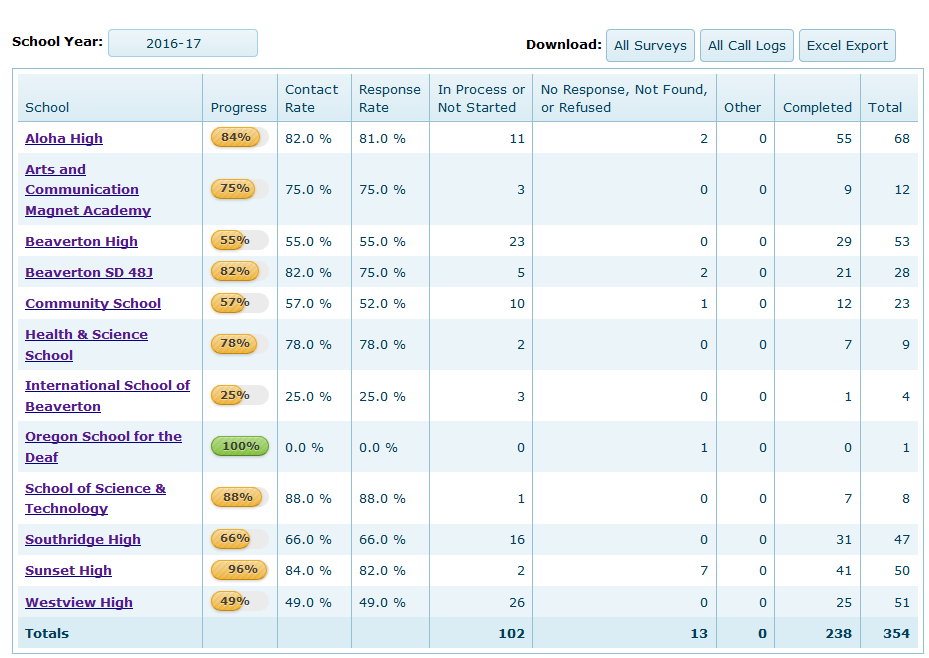 School Year: 2016-17 Download: All Surveys All Call Logs Excel Export
School Progress Contact Rate Response Rate In Process or Not Started No Response, Not Found, or Refused Other Completed Total
Aloha High 84% 82.0 % 81.0 % 11 2 0 55 68
Arts and Communication Magnet Academy 75% 75.0 % 75.0 % 3 0 0 9 12
Beaverton High 55% 55.0 % 55.0 % 23 0 0 29 53
Beaverton SD 48J 82% 82.0 % 75.0 % 5 2 0 21 28
Community School 57% 57.0 % 52.0 % 10 1 0 12 23
Health & Science School 78% 78.0 % 78.0 % 2 0 0 7 9
International School of Beaverton 25% 25.0 % 25.0 % 3 0 0 1 4
Oregon School for the Deaf 100% 0.0 % 0.0 % 0 1 0 0 1
School of Science & Technology 88% 88.0 % 88.0 % 1 0 0 7 8
Southridge High 66% 66.0 % 66.0 % 16 0 0 31 47
Sunset High 96% 84.0 % 82.0 % 2 7 0 41 50
Westview High 49% 49.0 % 49.0 % 26 0 0 25 51
Totals 102 13 0 238 354